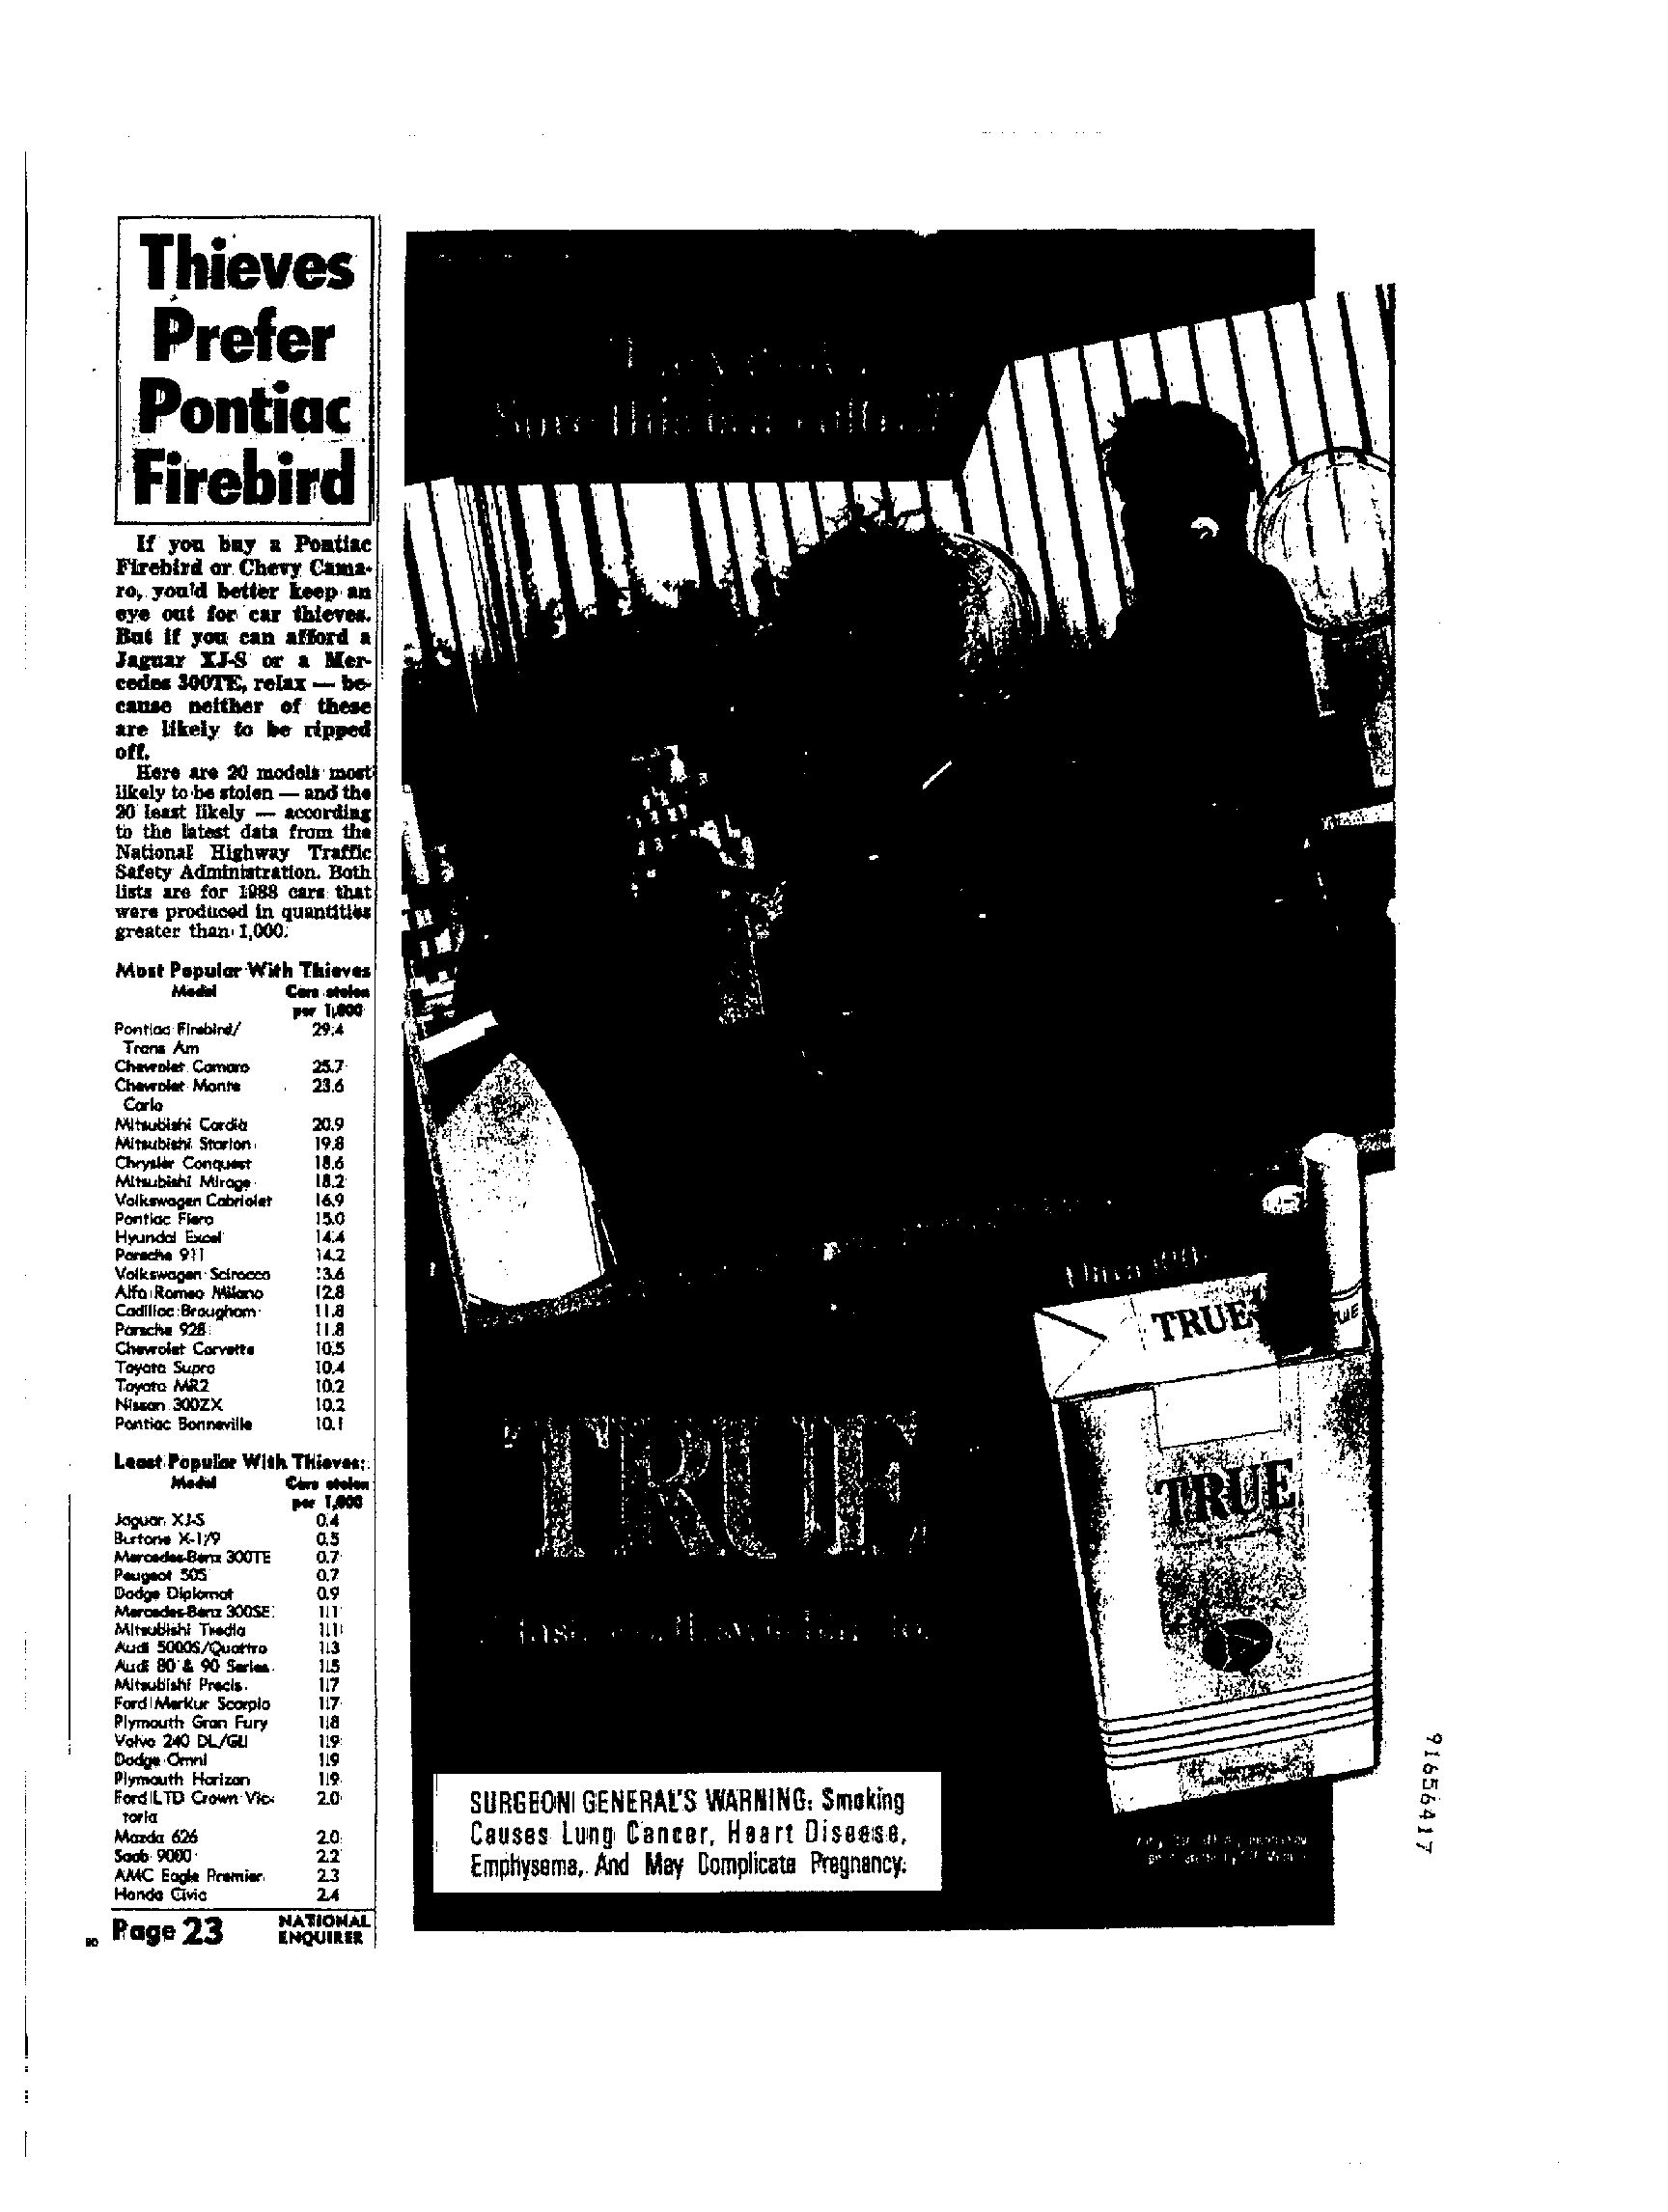 Thieves
Prefer
Pontiac
Firebird
If you buy a Pontiac
Firebird or Chevy Cama-
ro, you'd better keep an
eye out for car thieves.
But if you can afford a
Jaguar XJ-S or a Mer-
cedes 300TE, relax — be-
cause neither of these
are likely to be ripped
off.
Here are 20 models most
likely to be stolen — and the
20 least likely — according
to the latest data from the
National Highway Traffic
Safety Administration. Both
lists are for 1988 cars that
were produced in quantities
greater than 1,000.
Most Popular With Thieves
Model Cars stolen
per 1,000
Pontiac Firebird/ 29.4
Trans Am
Chevrolet Camaro 25.7
Chevrolet Monte 23.6
Carlo
Mitsubishi Cordia 20.9
Mitsubishi Starion 19.8
Chrysler Conquest 18.6
Mitsubishi Mirage 18.2
Volkswagen Cabriolet 16.9
Pontiac Fiero 15.0
Hyundai Excel 14.4
Porsche 911 14.2
Volkswagen Scirocco 13.6
Alfa Romeo Milano 12.8
Cadillac Brougham 11.8
Porsche 928 11.8
Chevrolet Corvette 10.5
Toyota Supra 10.4
Toyota MR2 10.2
Nissan 300ZX 10.2
Pontiac Bonneville 10.1
Least Popular With Thieves
Model Cars stolen
per 1,000
Jaguar XJ-S 0.4
Bertone X-1/9 0.5
Mercedes-Benz 300TE 0.7
Peugeot 505 0.7
Dodge Diplomat 0.9
Mercedes-Benz 300SE 1.1
Mitsubishi Tredia 1.1
Audi 5000S/Quattro 1.3
Audi 80 & 90 Series 1.5
Mitsubishi Precis 1.7
Ford Merkur Scorpio 1.7
Plymouth Gran Fury 1.8
Volvo 240 DL/GL 1.9
Dodge Omni 1.9
Plymouth Horizon 1.9
Ford LTD Crown Vic- 2.0
toria
Mazda 626 2.0
Saab 9000 2.2
AMC Eagle Premier 2.3
Honda Civic 2.4
Page 23 NATIONAL
ENQUIRER
TRUE
TRUE
TRUE
SURGEON GENERAL'S WARNING: Smoking
Causes Lung Cancer, Heart Disease,
Emphysema, And May Complicate Pregnancy.
91656417